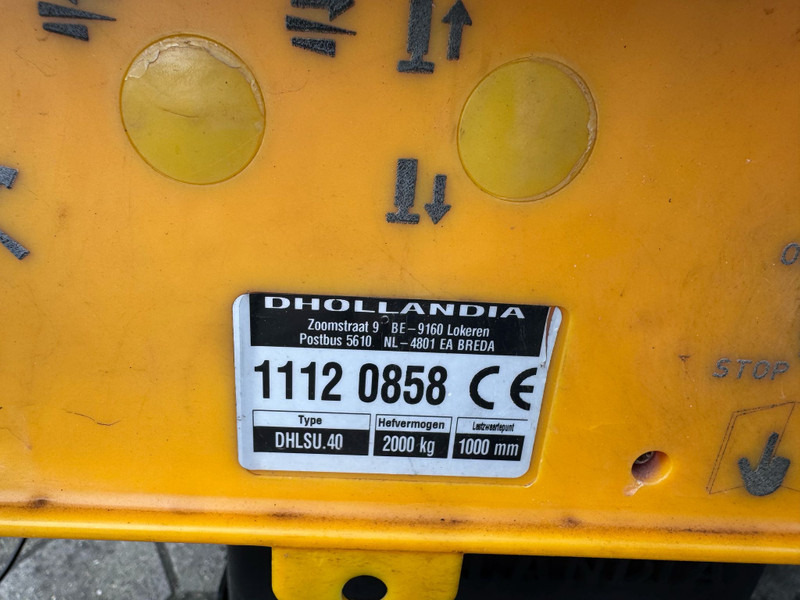 DHOLLANDIA
Zoomstraat 9 BE-9160 Lokeren
Postbus 5610 NL-4801 EA BREDA
1112 0858 CE
Type Hefvermogen Lastzwaartepunt
DHLSU.40 2000 kg 1000 mm
STOP